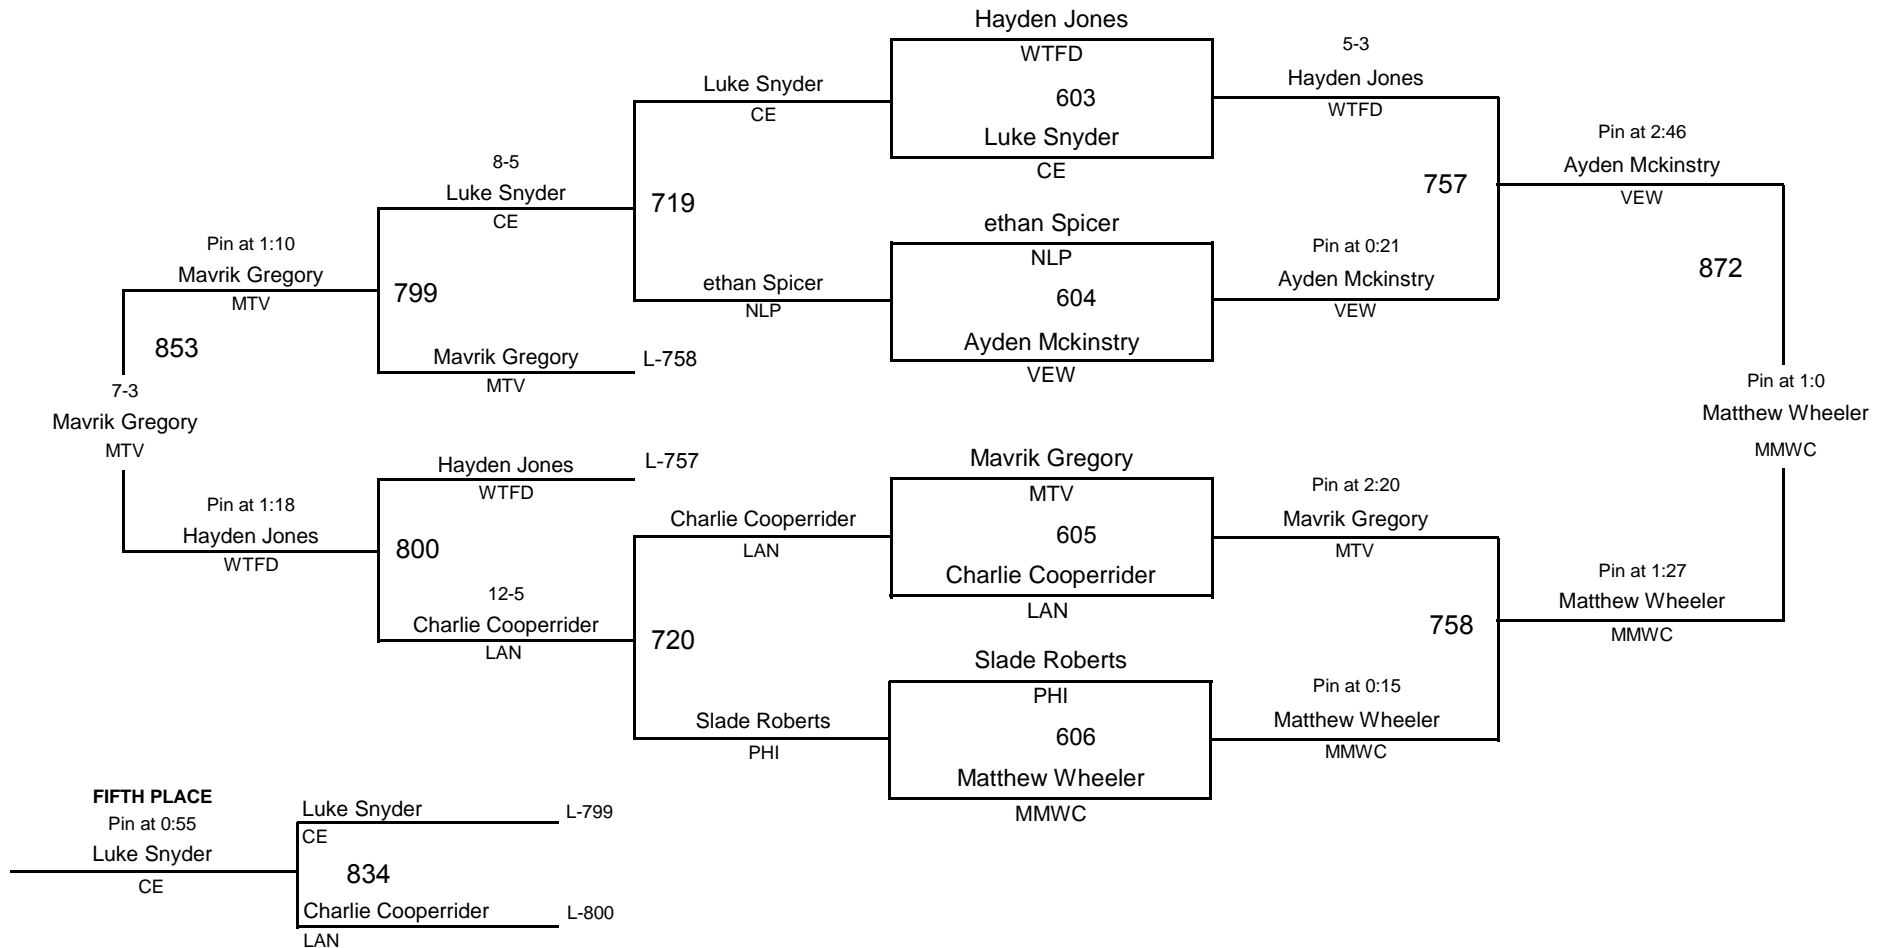 Hayden Jones
WTFD
603
Luke Snyder
CE
ethan Spicer
NLP
604
Ayden Mckinstry
VEW
Mavrik Gregory
MTV
605
Charlie Cooperrider
LAN
Slade Roberts
PHI
606
Matthew Wheeler
MMWC
5-3
Hayden Jones
WTFD
757
Pin at 0:21
Ayden Mckinstry
VEW
Pin at 2:20
Mavrik Gregory
MTV
758
Pin at 0:15
Matthew Wheeler
MMWC
Pin at 2:46
Ayden Mckinstry
VEW
872
Pin at 1:27
Matthew Wheeler
MMWC
Pin at 1:0
Matthew Wheeler
MMWC
Luke Snyder
CE
719
ethan Spicer
NLP
Charlie Cooperrider
LAN
720
Slade Roberts
PHI
8-5
Luke Snyder
CE
799
Mavrik Gregory
MTV
L-758
Hayden Jones
WTFD
L-757
800
12-5
Charlie Cooperrider
LAN
Pin at 1:10
Mavrik Gregory
MTV
853
Pin at 1:18
Hayden Jones
WTFD
7-3
Mavrik Gregory
MTV
FIFTH PLACE
Pin at 0:55
Luke Snyder
CE
Luke Snyder
CE
L-799
834
Charlie Cooperrider
LAN
L-800